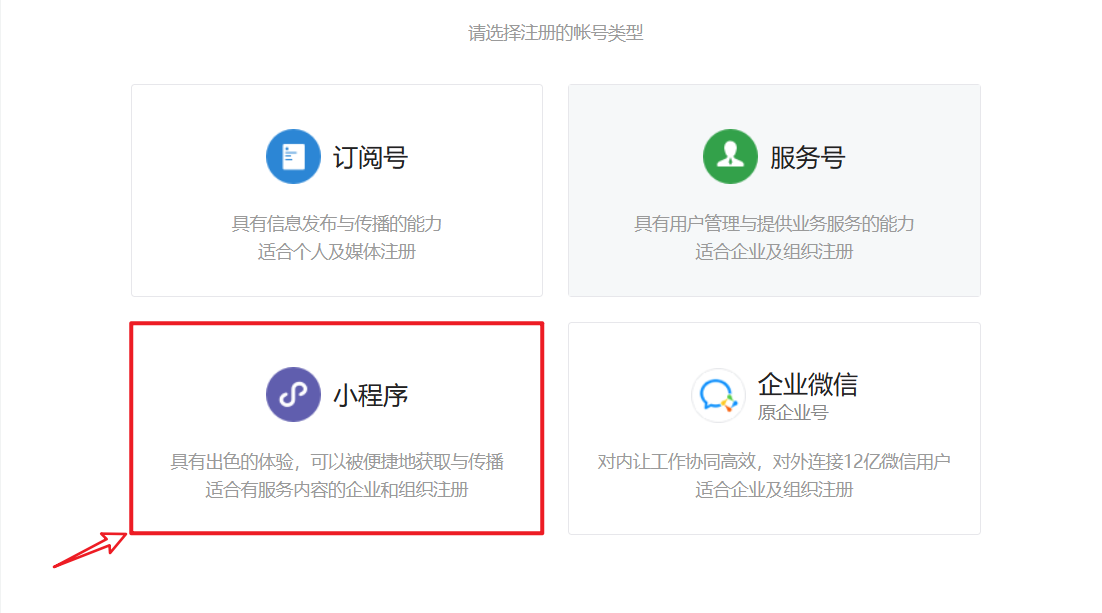 请选择注册的帐号类型
订阅号
具有信息发布与传播的能力
适合个人及媒体注册
服务号
具有用户管理与提供业务服务的能力
适合企业及组织注册
小程序
具有出色的体验，可以被便捷地获取与传播
适合有服务内容的企业和组织注册
企业微信
原企业号
对内让工作协同高效，对外连接12亿微信用户
适合企业及组织注册